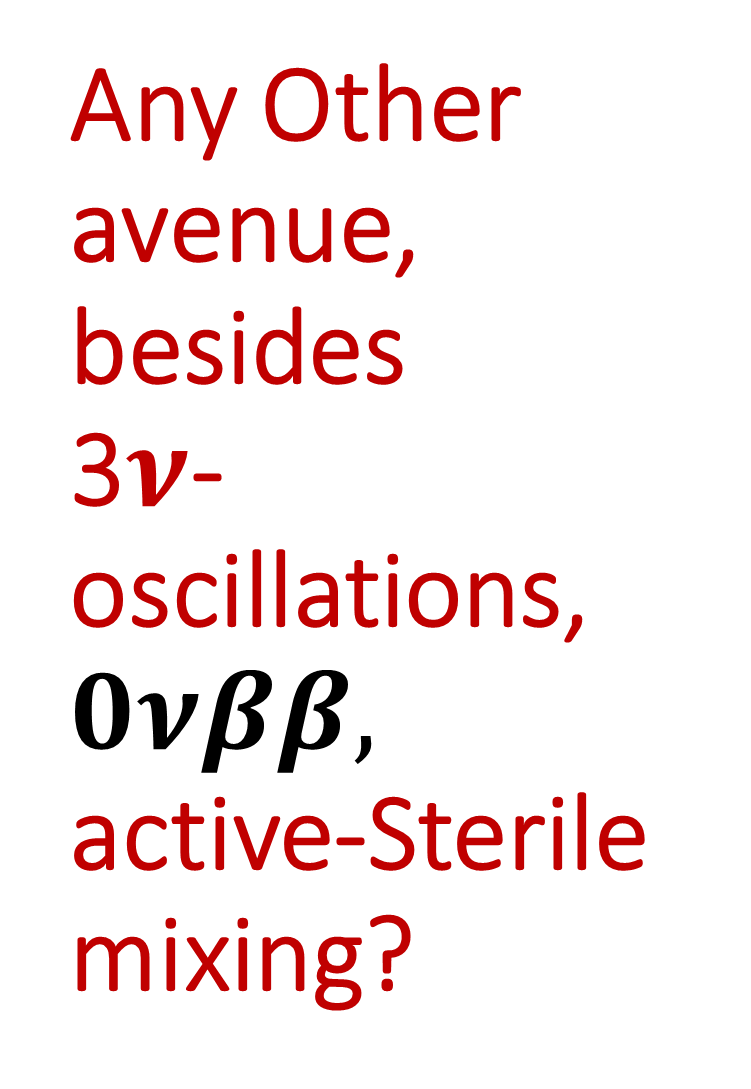 Any Other
avenue,
besides
3𝝂-
oscillations,
𝟎𝝂𝜷𝜷,
active-Sterile
mixing?